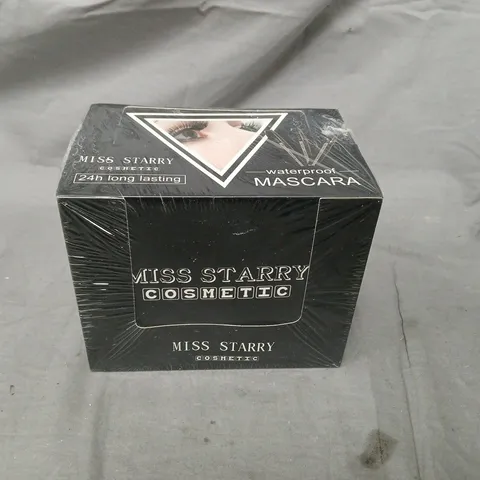 MISS STARRY
COSMETIC
24h long lasting
waterproof
MASCARA
MISS STARRY
COSMETIC
MISS STARRY
COSMETIC